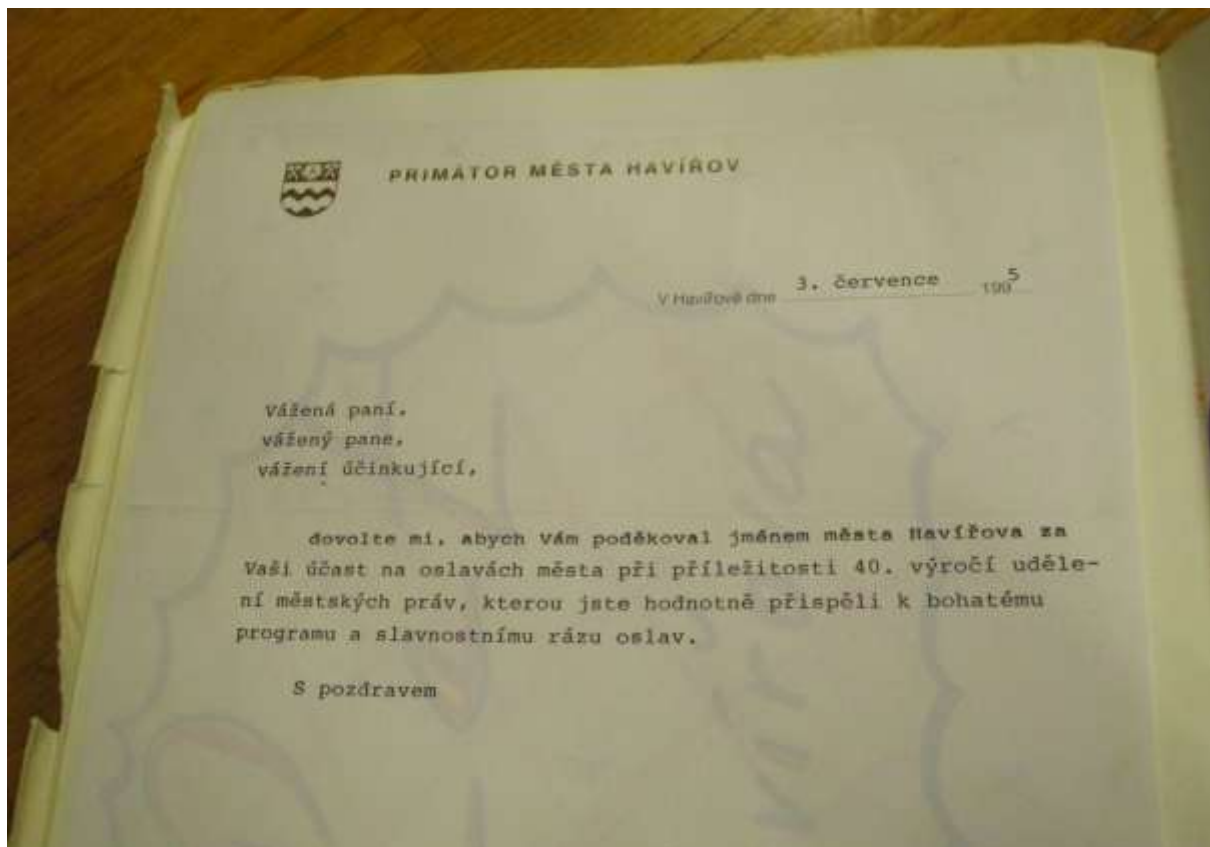 PRIMÁTOR MĚSTA HAVÍŘOV
V Havířově dne 3. července 1995
Vážená paní,
vážený pane,
vážení účinkující,
dovolte mi, abych Vám poděkoval jménem města Havířova za
Vaši účast na oslavách města při příležitosti 40. výročí uděle-
ní městských práv, kterou jste hodnotně přispěli k bohatému
programu a slavnostnímu rázu oslav.
S pozdravem